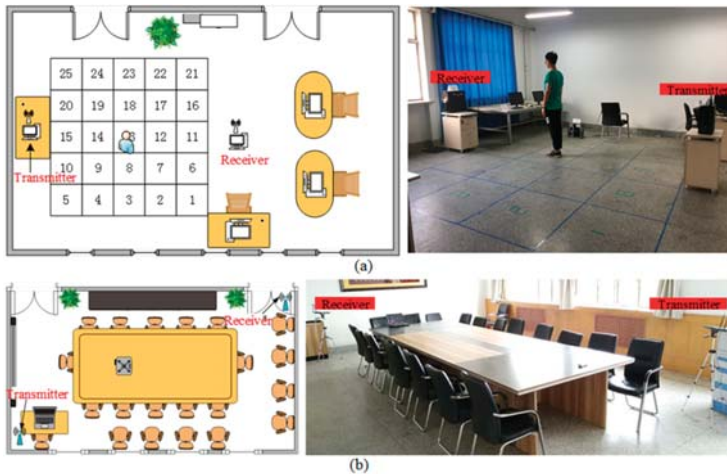 25 24 23 22 21
20 19 18 17 16
15 14 12 11
10 9 8 7 6
5 4 3 2 1
Transmitter
Receiver
Receiver
Transmitter
(a)
Receiver
Transmitter
Receiver
Transmitter
(b)